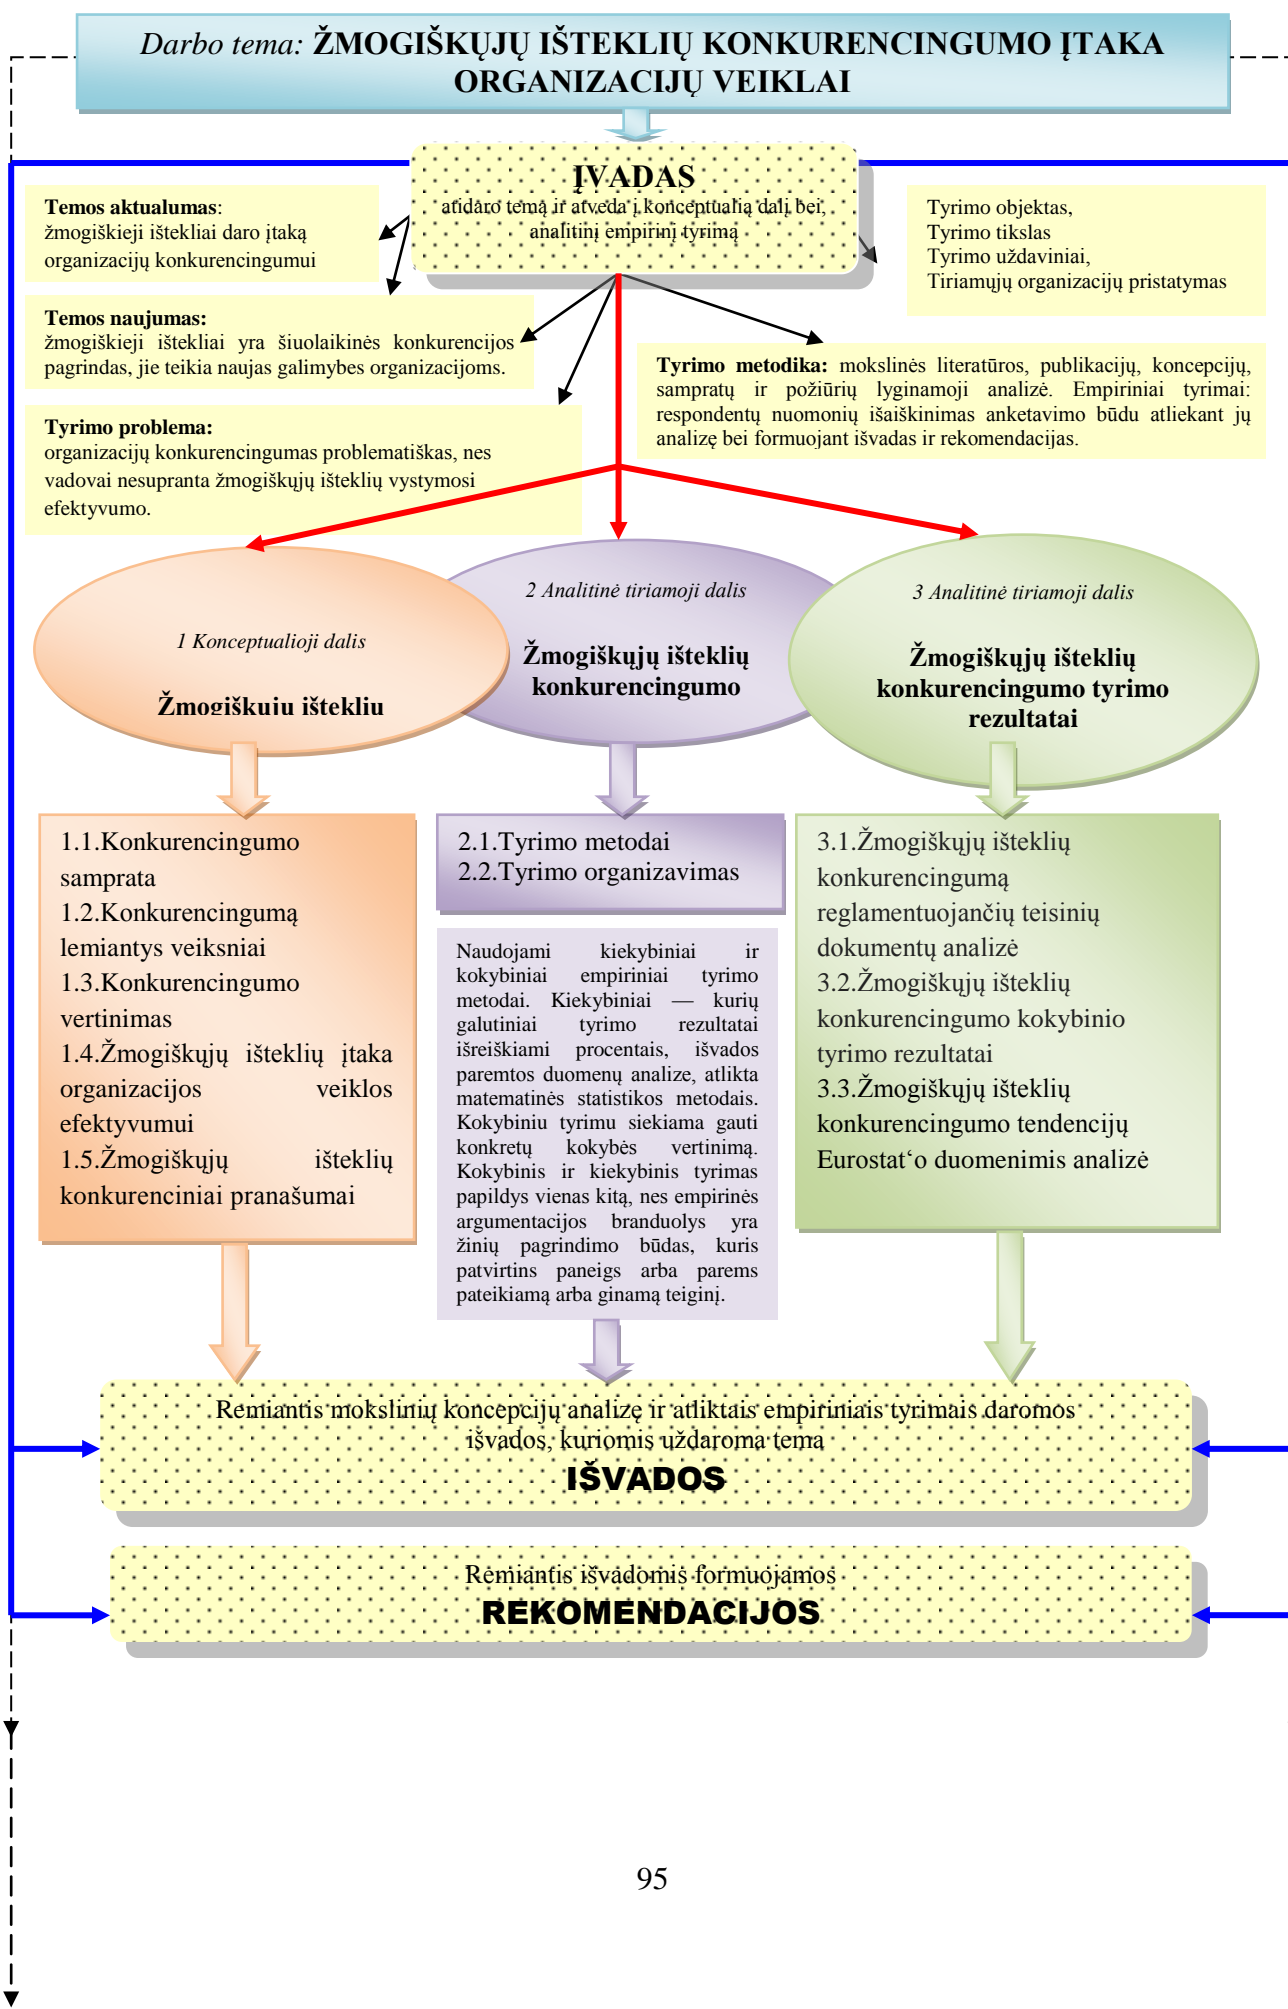 Darbo tema: ŽMOGIŠKŲJŲ IŠTEKLIŲ KONKURENCINGUMO ĮTAKA
ORGANIZACIJŲ VEIKLAI
ĮVADAS
atidaro temą ir atveda į konceptualią dalį bei,
analitinį empirinį tyrimą
Temos aktualumas:
žmogiškieji ištekliai daro įtaką
organizacijų konkurencingumui
Tyrimo objektas,
Tyrimo tikslas
Tyrimo uždaviniai,
Tiriamųjų organizacijų pristatymas
Temos naujumas:
žmogiškieji ištekliai yra šiuolaikinės konkurencijos
pagrindas, jie teikia naujas galimybes organizacijoms.
Tyrimo metodika: mokslinės literatūros, publikacijų, koncepcijų,
sampratų ir požiūrių lyginamoji analizė. Empiriniai tyrimai:
respondentų nuomonių išaiškinimas anketavimo būdu atliekant jų
analizę bei formuojant išvadas ir rekomendacijas.
Tyrimo problema:
organizacijų konkurencingumas problematiškas, nes
vadovai nesupranta žmogiškųjų išteklių vystymosi
efektyvumo.
1 Konceptualioji dalis
Žmogiškųjų išteklių
2 Analitinė tiriamoji dalis
Žmogiškųjų išteklių
konkurencingumo
3 Analitinė tiriamoji dalis
Žmogiškųjų išteklių
konkurencingumo tyrimo
rezultatai
1.1.Konkurencingumo
samprata
1.2.Konkurencingumą
lemiantys veiksniai
1.3.Konkurencingumo
vertinimas
1.4.Žmogiškųjų išteklių įtaka
organizacijos veiklos
efektyvumui
1.5.Žmogiškųjų išteklių
konkurenciniai pranašumai
2.1.Tyrimo metodai
2.2.Tyrimo organizavimas
Naudojami kiekybiniai ir
kokybiniai empiriniai tyrimo
metodai. Kiekybiniai — kurių
galutiniai tyrimo rezultatai
išreiškiami procentais, išvados
paremtos duomenų analize, atlikta
matematinės statistikos metodais.
Kokybiniu tyrimu siekiama gauti
konkretų kokybės vertinimą.
Kokybinis ir kiekybinis tyrimas
papildys vienas kitą, nes empirinės
argumentacijos branduolys yra
žinių pagrindimo būdas, kuris
patvirtins paneigs arba parems
pateikiamą arba ginamą teiginį.
3.1.Žmogiškųjų išteklių
konkurencingumą
reglamentuojančių teisinių
dokumentų analizė
3.2.Žmogiškųjų išteklių
konkurencingumo kokybinio
tyrimo rezultatai
3.3.Žmogiškųjų išteklių
konkurencingumo tendencijų
Eurostat‘o duomenimis analizė
Remiantis mokslinių koncepcijų analizę ir atliktais empiriniais tyrimais daromos
išvados, kuriomis uždaroma tema
IŠVADOS
Remiantis išvadomis formuojamos
REKOMENDACIJOS
95